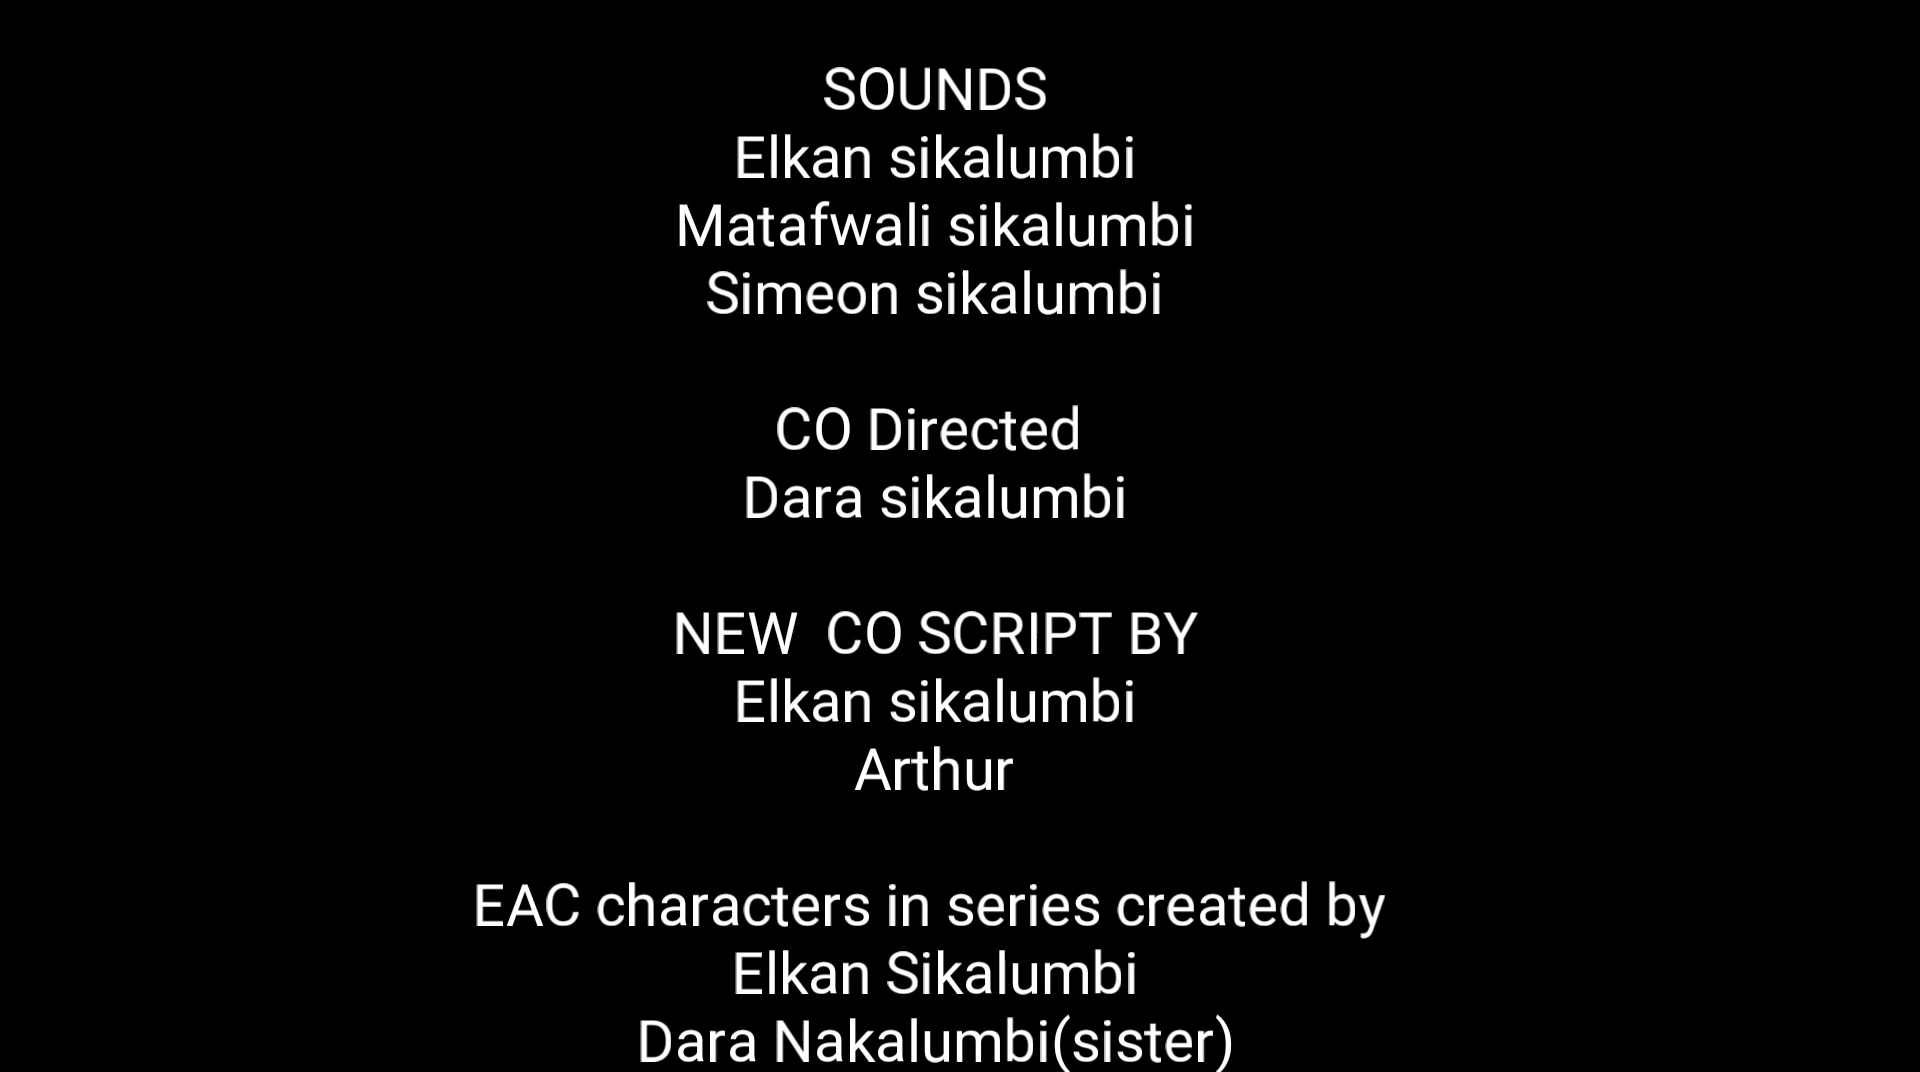 SOUNDS
Elkan sikalumbi
Matafwali sikalumbi
Simeon sikalumbi
CO Directed
Dara sikalumbi
NEW  CO SCRIPT BY
Elkan sikalumbi
Arthur
EAC characters in series created by
Elkan Sikalumbi
Dara Nakalumbi(sister)